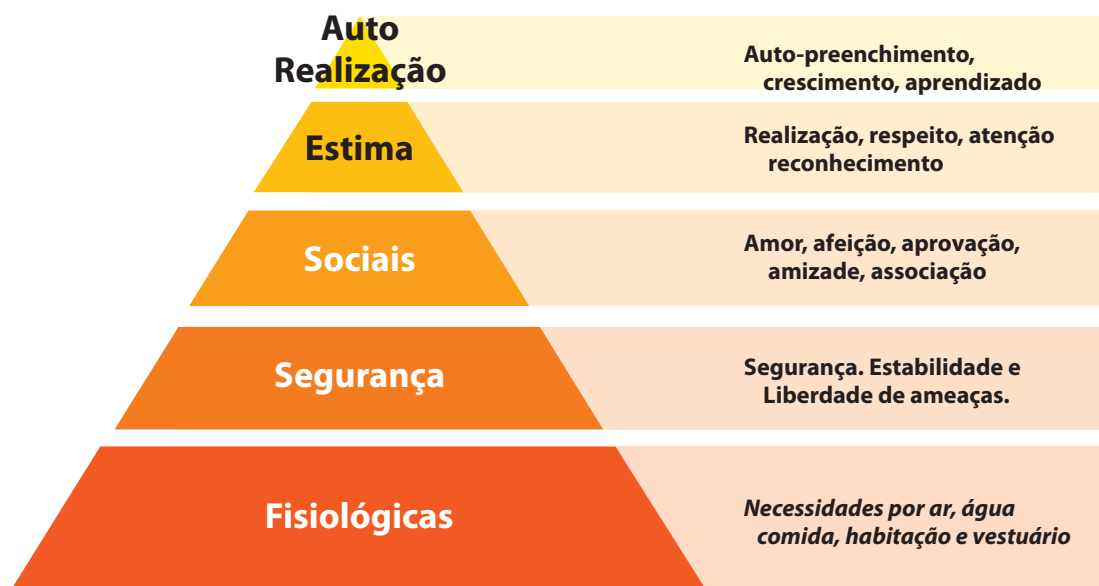 Auto
Realização
Auto-preenchimento,
crescimento, aprendizado
Estima
Realização, respeito, atenção
reconhecimento
Sociais
Amor, afeição, aprovação,
amizade, associação
Segurança
Segurança. Estabilidade e
Liberdade de ameaças.
Fisiológicas
Necessidades por ar, água
comida, habitação e vestuário